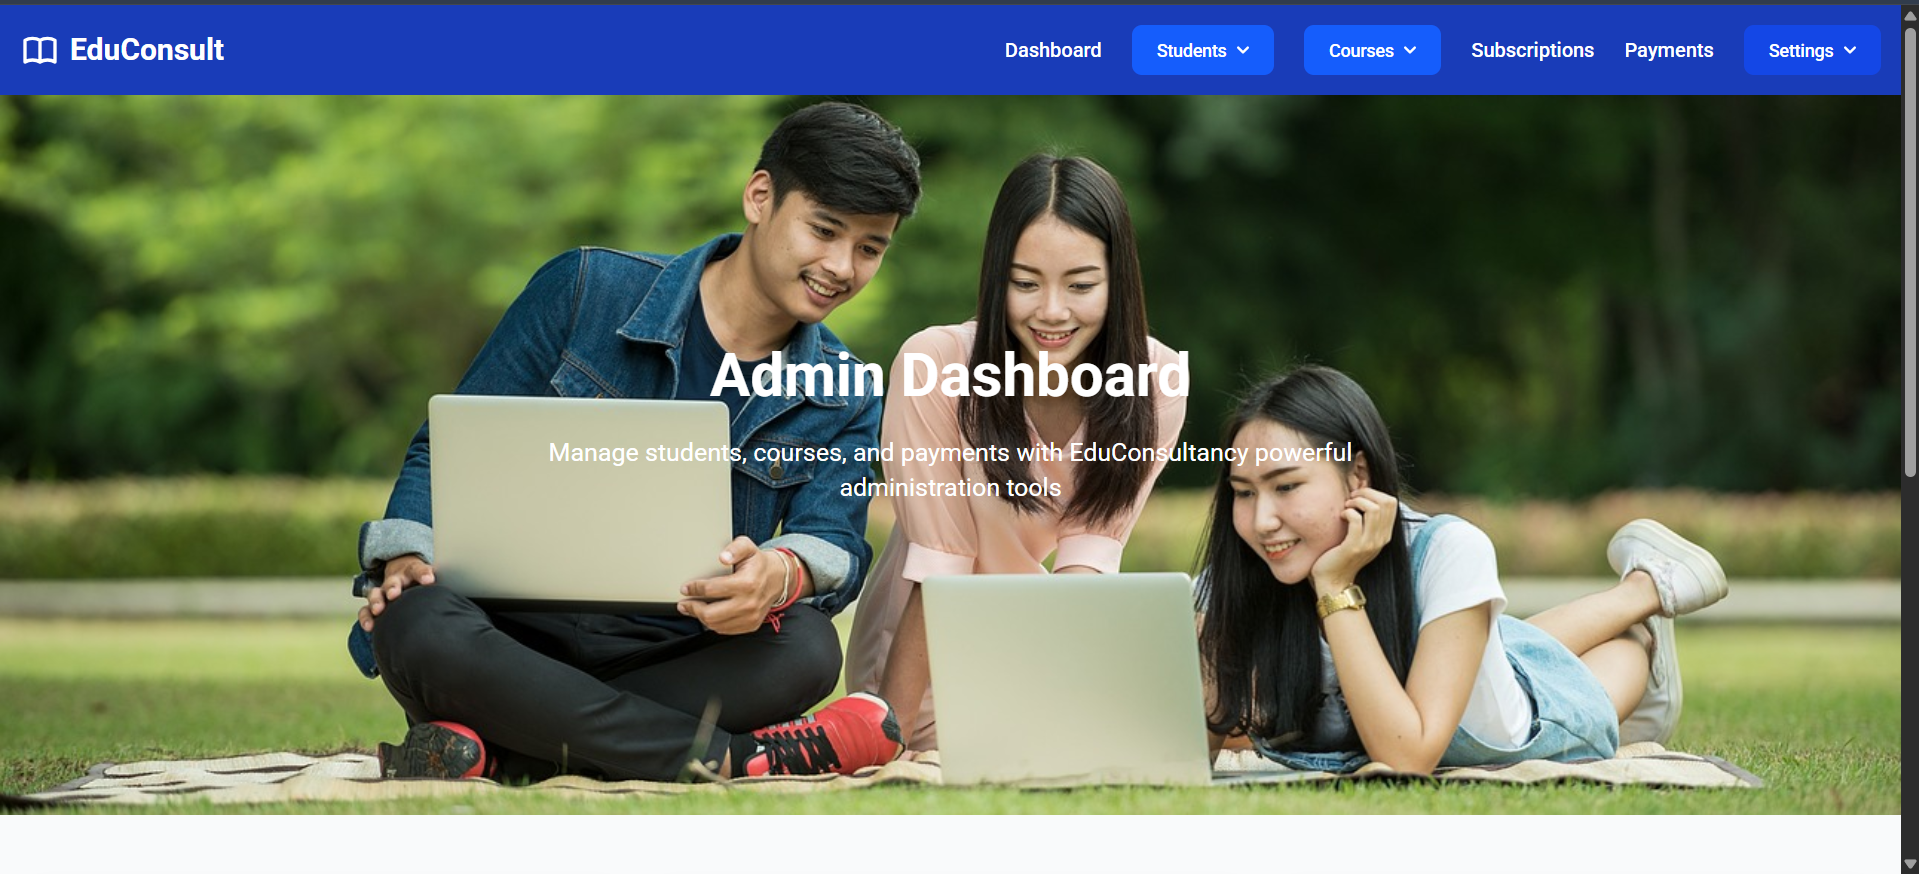 EduConsult
Dashboard
Students
Courses
Subscriptions
Payments
Settings
Admin Dashboard
Manage students, courses, and payments with EduConsultancy powerful
administration tools